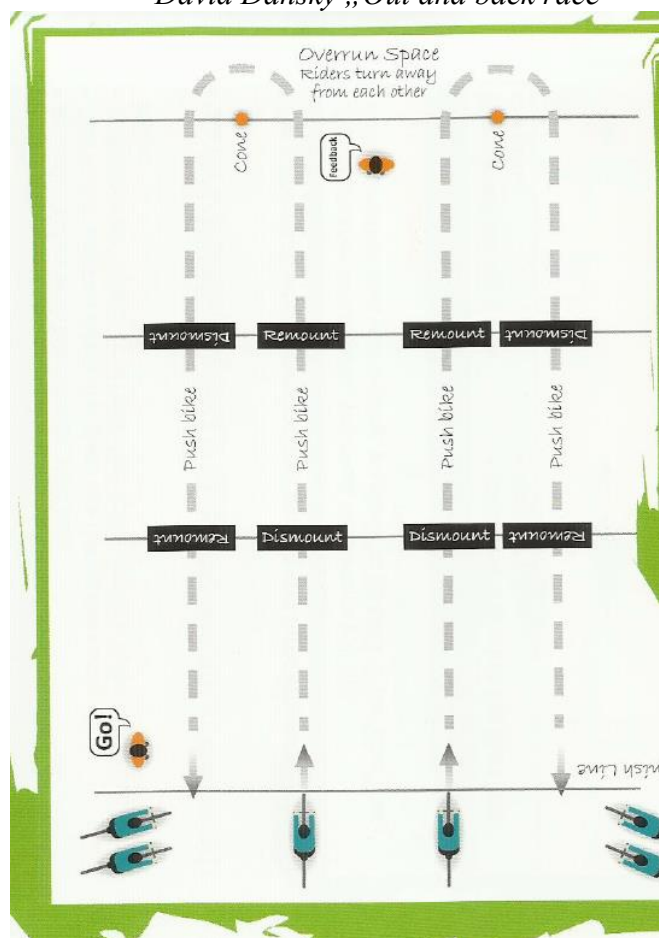 David Dansky „Out and back race"
Overrun Space
Riders turn away
from each other
Cone
Feedback
Cone
Dismount
Remount
Remount
Dismount
Push bike
Push bike
Push bike
Push bike
Remount
Dismount
Dismount
Remount
Go!
Line